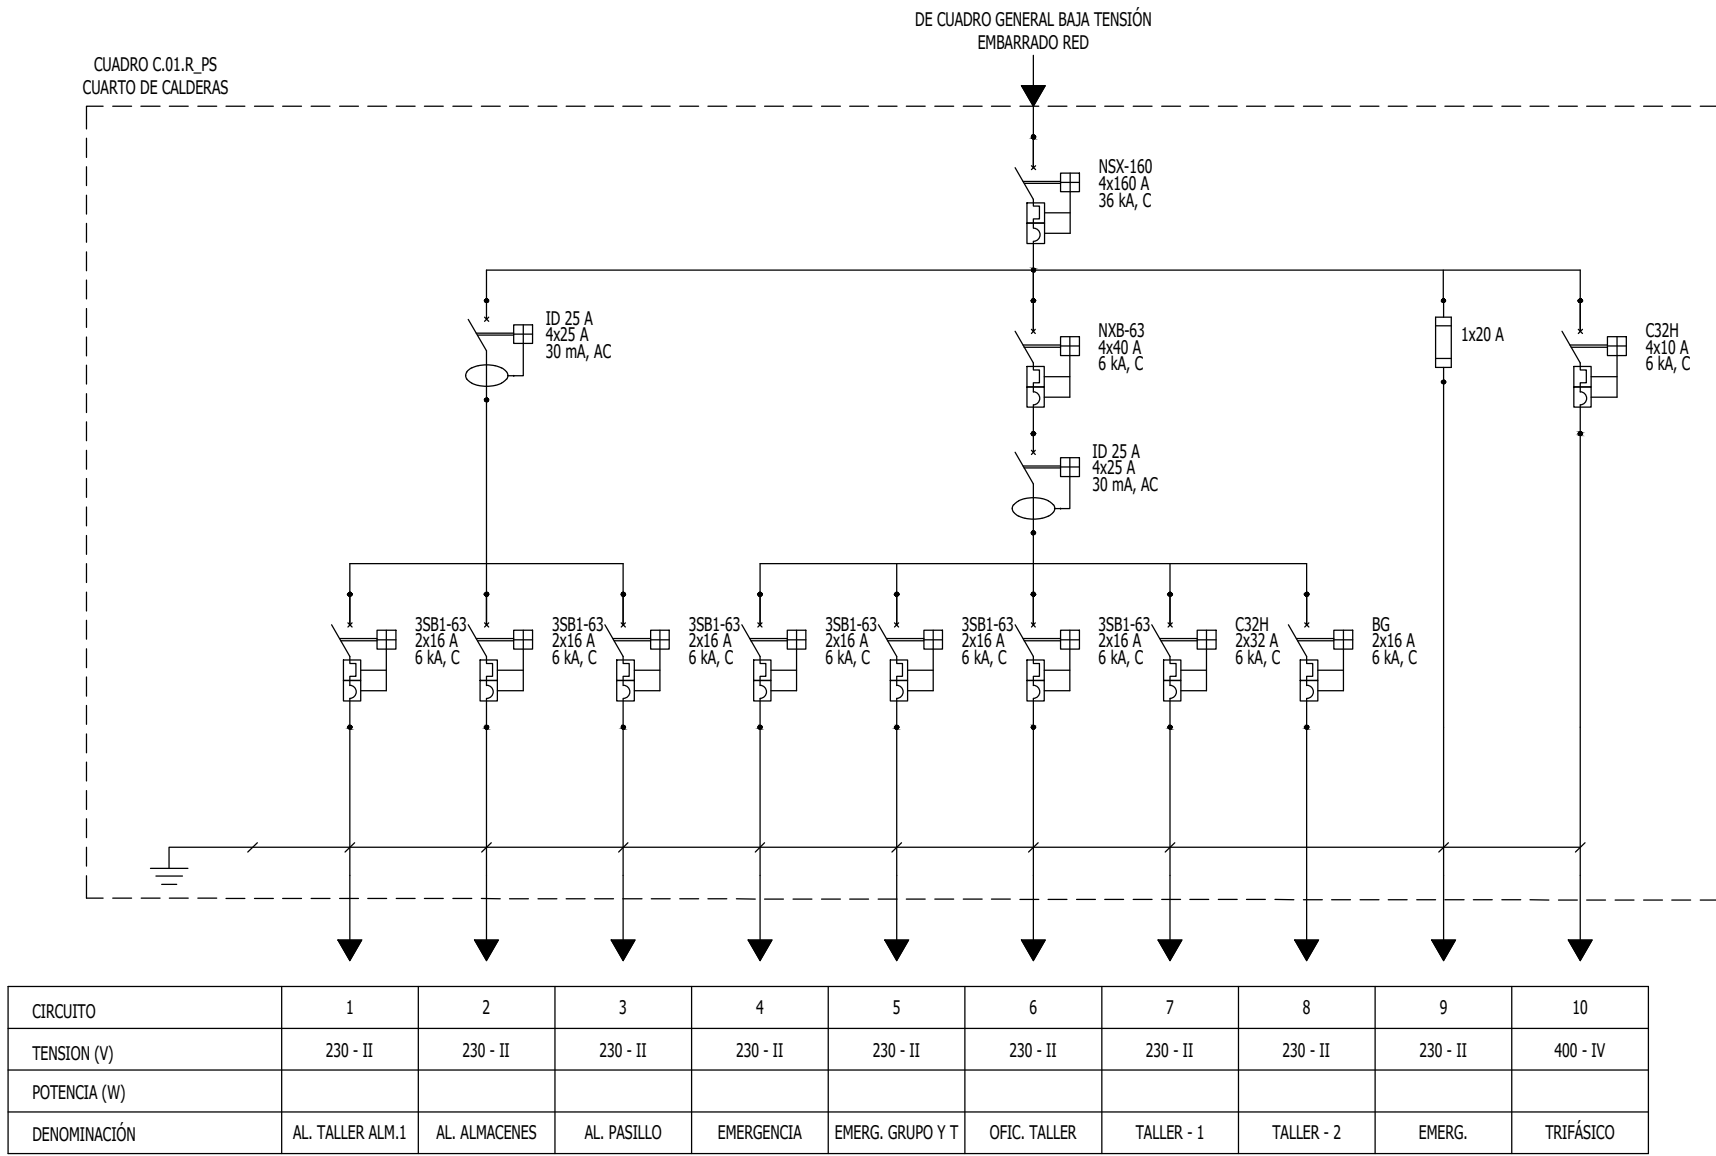 DE CUADRO GENERAL BAJA TENSIÓN
EMBARRADO RED
CUADRO C.01.R_PS
CUARTO DE CALDERAS
NSX-160
4x160 A
36 kA, C
ID 25 A
4x25 A
30 mA, AC
NXB-63
4x40 A
6 kA, C
1x20 A
C32H
4x10 A
6 kA, C
ID 25 A
4x25 A
30 mA, AC
3SB1-63
2x16 A
6 kA, C
3SB1-63
2x16 A
6 kA, C
3SB1-63
2x16 A
6 kA, C
3SB1-63
2x16 A
6 kA, C
3SB1-63
2x16 A
6 kA, C
3SB1-63
2x16 A
6 kA, C
C32H
2x32 A
6 kA, C
BG
2x16 A
6 kA, C
CIRCUITO 1 2 3 4 5 6 7 8 9 10
TENSION (V) 230 - II 230 - II 230 - II 230 - II 230 - II 230 - II 230 - II 230 - II 230 - II 400 - IV
POTENCIA (W)
DENOMINACIÓN AL. TALLER ALM.1 AL. ALMACENES AL. PASILLO EMERGENCIA EMERG. GRUPO Y T OFIC. TALLER TALLER - 1 TALLER - 2 EMERG. TRIFÁSICO